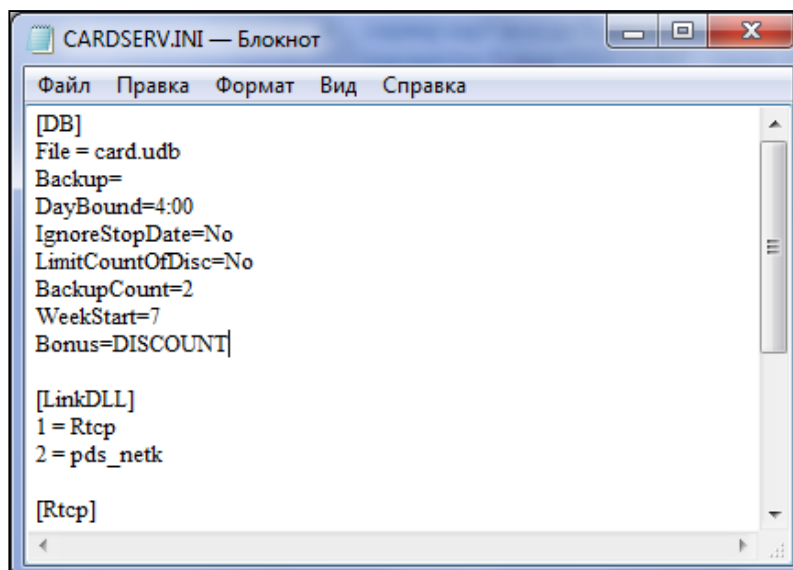 CARDSERV.INI — Блокнот
Файл Правка Формат Вид Справка
[DB]
File = card.udb
Backup=
DayBound=4:00
IgnoreStopDate=No
LimitCountOfDisc=No
BackupCount=2
WeekStart=7
Bonus=DISCOUNT
[LinkDLL]
1 = Rtcp
2 = pds_netk
[Rtcp]